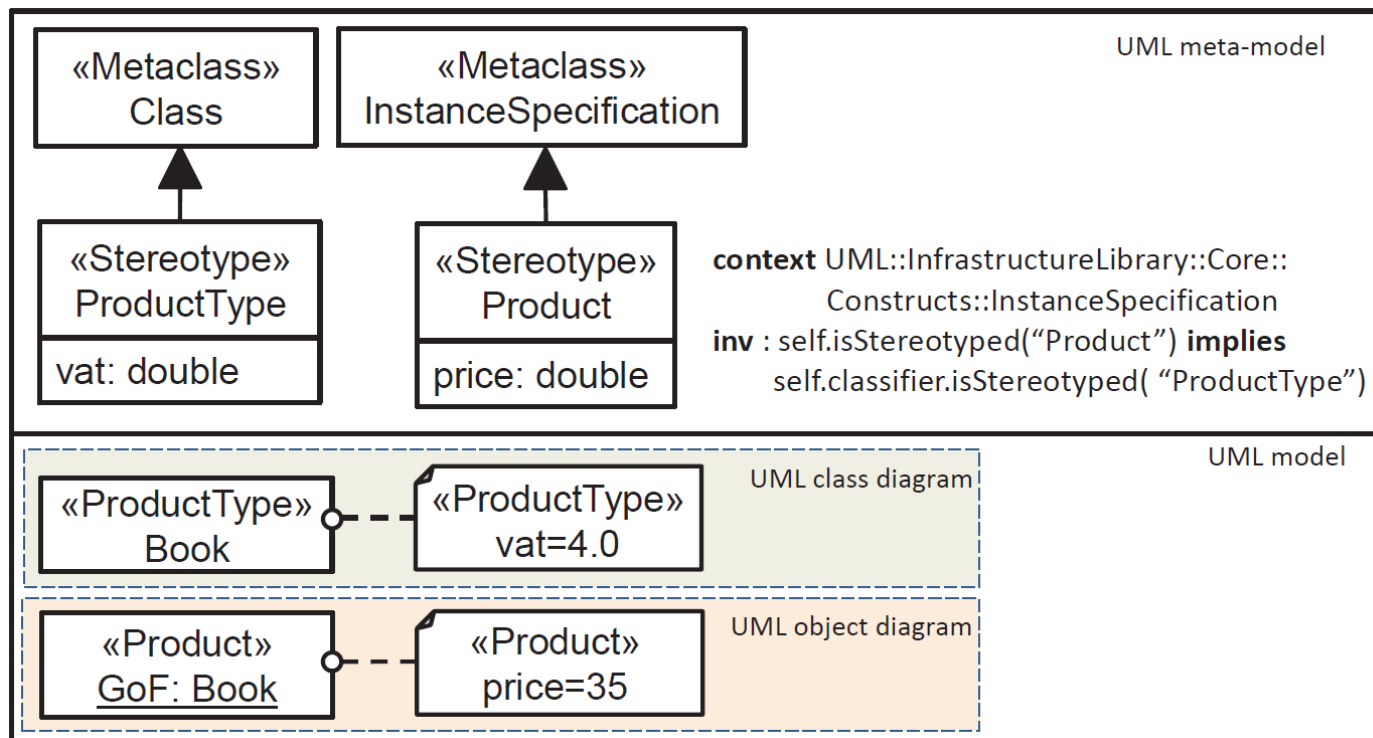 UML meta-model
«Metaclass»
Class
«Metaclass»
InstanceSpecification
«Stereotype»
ProductType
vat: double
«Stereotype»
Product
price: double
context UML::InfrastructureLibrary::Core::
Constructs::InstanceSpecification
inv : self.isStereotyped(“Product”) implies
self.classifier.isStereotyped( “ProductType”)
UML model
UML class diagram
«ProductType»
Book
«ProductType»
vat=4.0
UML object diagram
«Product»
GoF: Book
«Product»
price=35